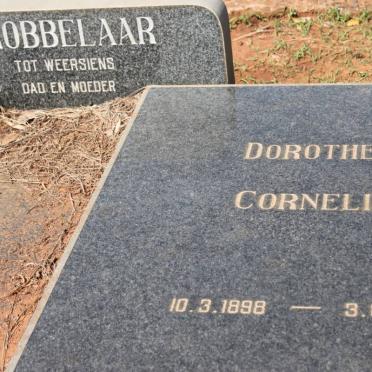 OBBELAAR
TOT WEERSIENS
DAD EN MOEDER
DOROTHE
CORNELI
10.3.1898 — 3.